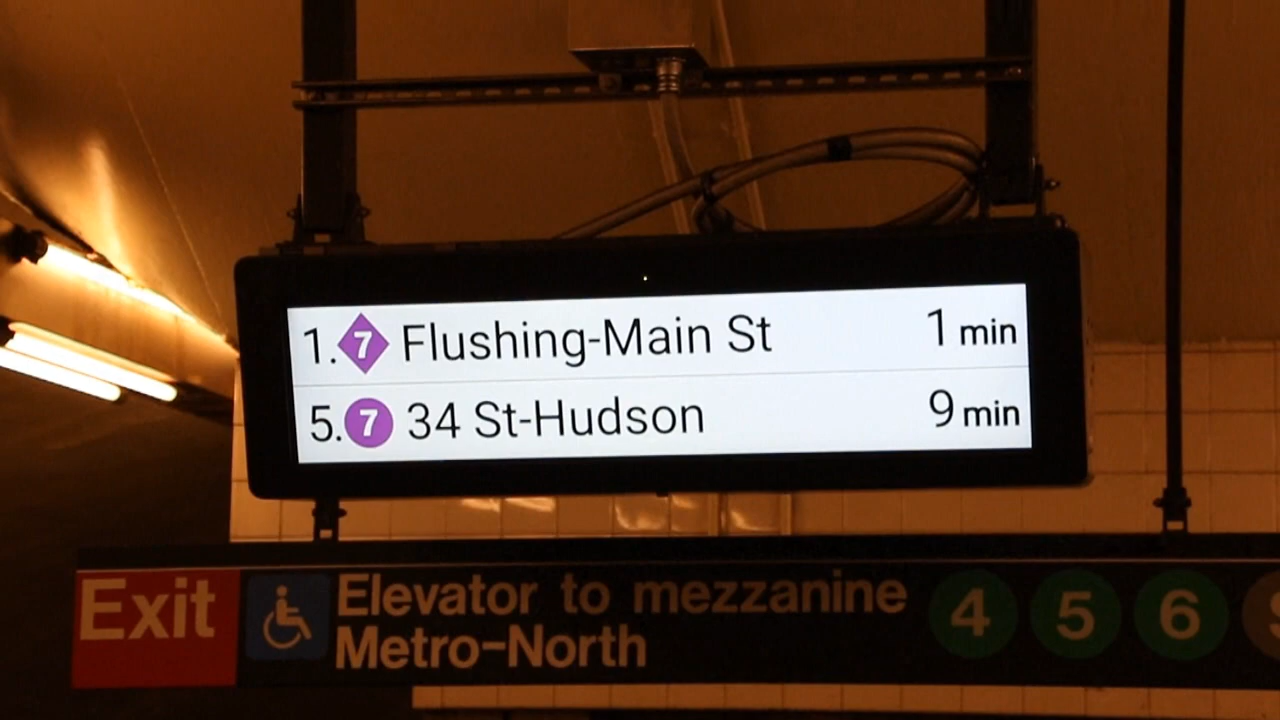 1. 7 Flushing-Main St 1 min
5. 7 34 St-Hudson 9 min
Exit Elevator to mezzanine 4 5 6 S
Metro-North